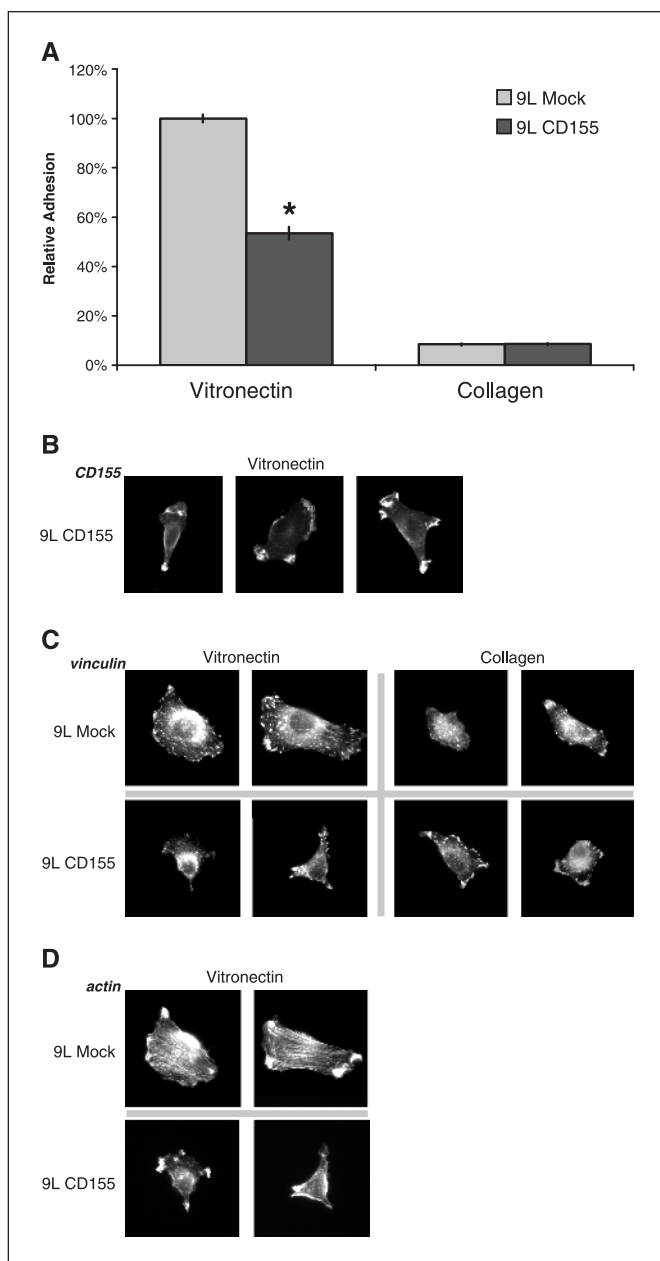 A
120%
100%
80%
60%
40%
20%
0%
Relative Adhesion
9L Mock
9L CD155
*
Vitronectin
Collagen
B
CD155
Vitronectin
9L CD155
C
vinculin
Vitronectin
Collagen
9L Mock
9L CD155
D
actin
Vitronectin
9L Mock
9L CD155